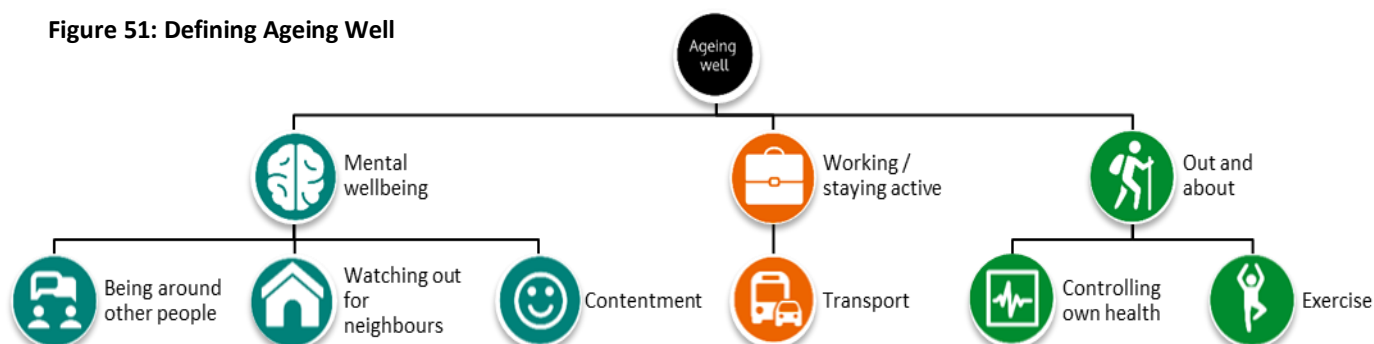 Figure 51: Defining Ageing Well
Ageing
well
Mental
wellbeing
Working /
staying active
Out and
about
Being around
other people
Watching out
for
neighbours
Contentment
Transport
Controlling
own health
Exercise